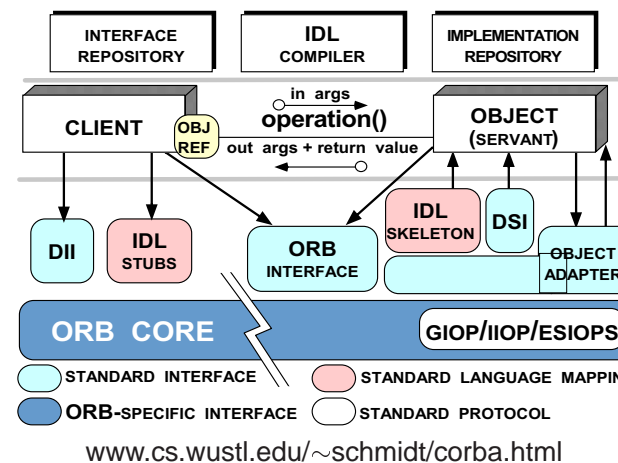 INTERFACE
REPOSITORY
IDL
COMPILER
IMPLEMENTATION
REPOSITORY
in args
operation()
out args + return value
CLIENT
OBJ
REF
OBJECT
(SERVANT)
DII
IDL
STUBS
ORB
INTERFACE
IDL
SKELETON
DSI
OBJECT
ADAPTER
ORB CORE
GIOP/IIOP/ESIOPS
STANDARD INTERFACE
STANDARD LANGUAGE MAPPIN
ORB-SPECIFIC INTERFACE
STANDARD PROTOCOL
www.cs.wustl.edu/∼schmidt/corba.html